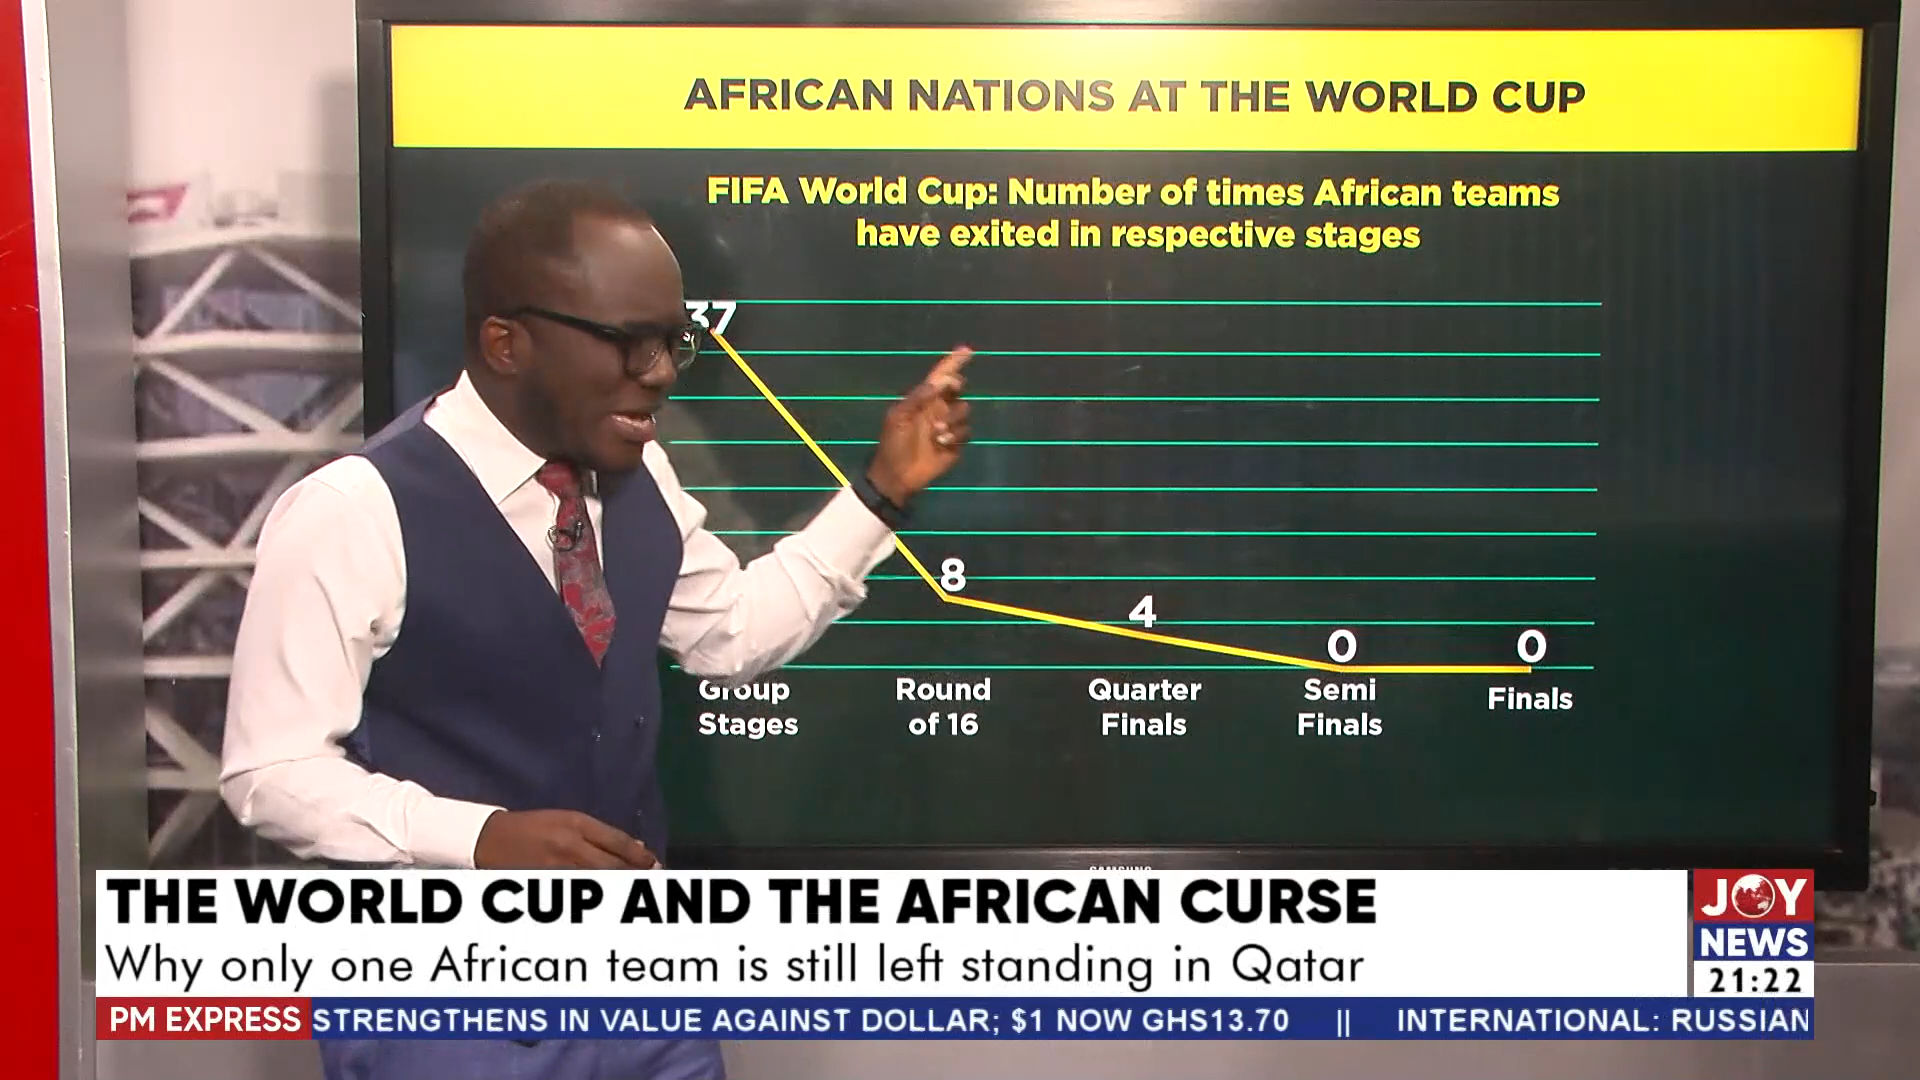 AFRICAN NATIONS AT THE WORLD CUP
FIFA World Cup: Number of times African teams
have exited in respective stages
37
8
4
0
0
Group
Stages
Round
of 16
Quarter
Finals
Semi
Finals
Finals
SAMSUNG
THE WORLD CUP AND THE AFRICAN CURSE
Why only one African team is still left standing in Qatar
JOY
NEWS
21:22
PM EXPRESS
STRENGTHENS IN VALUE AGAINST DOLLAR; $1 NOW GHS13.70 || INTERNATIONAL: RUSSIAN